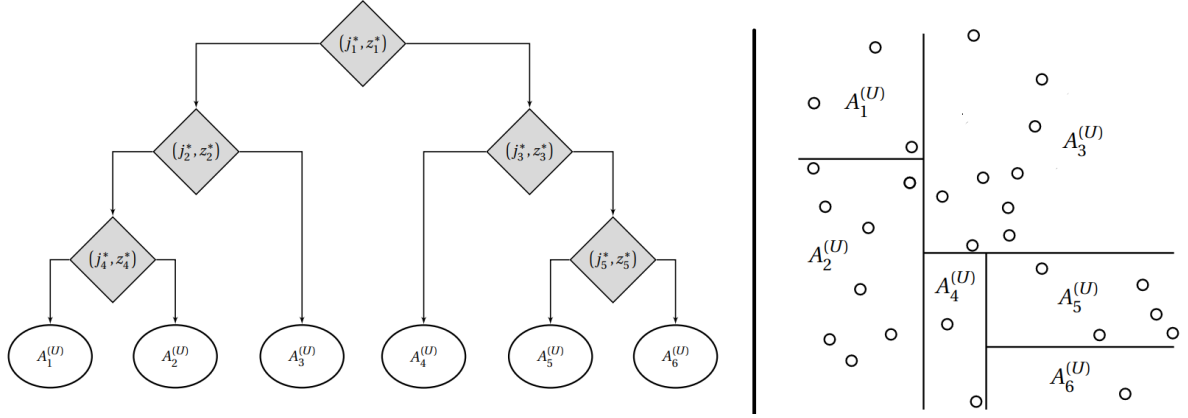 (j₁*, z₁*)
(j₂*, z₂*)
(j₃*, z₃*)
(j₄*, z₄*)
(j₅*, z₅*)
A₁^(U)
A₂^(U)
A₃^(U)
A₄^(U)
A₅^(U)
A₆^(U)
A₁^(U)
A₃^(U)
A₂^(U)
A₄^(U)
A₅^(U)
A₆^(U)